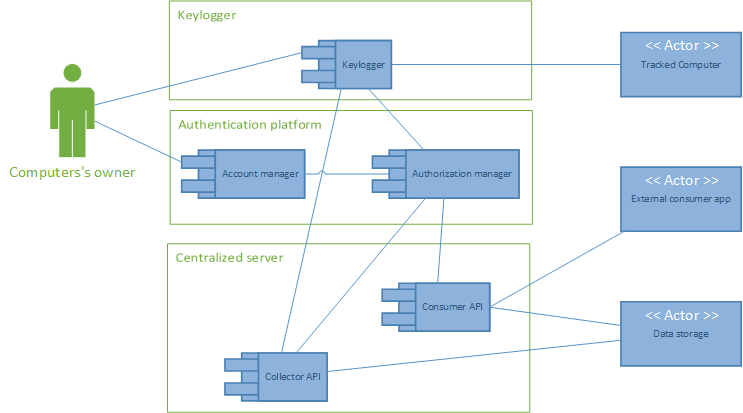 Keylogger
Keylogger
<< Actor >>
Tracked Computer
Computers's owner
Authentication platform
Account manager
Authorization manager
<< Actor >>
External consumer app
Centralized server
Consumer API
<< Actor >>
Data storage
Collector API